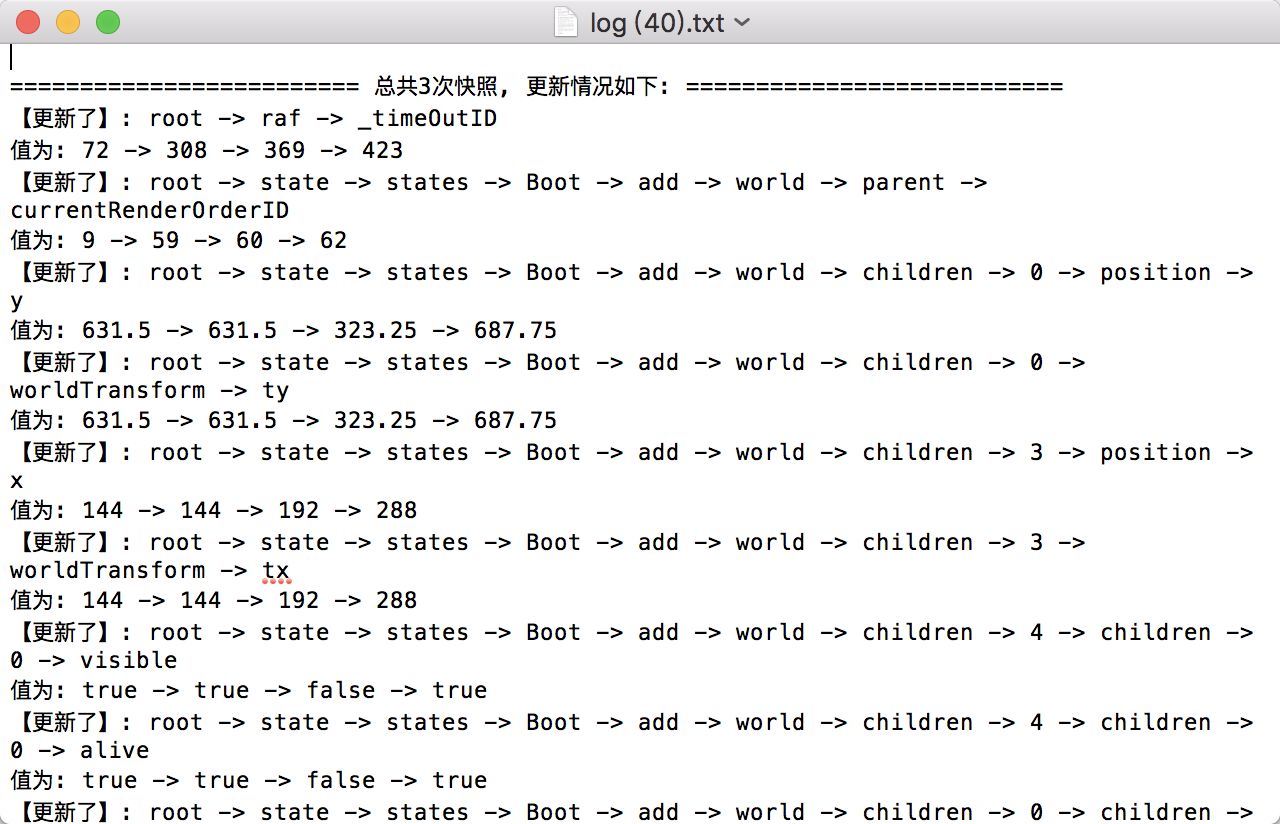 log (40).txt
========================= 总共3次快照, 更新情况如下: ===========================
【更新了】: root -> raf -> _timeOutID
值为: 72 -> 308 -> 369 -> 423
【更新了】: root -> state -> states -> Boot -> add -> world -> parent ->
currentRenderOrderID
值为: 9 -> 59 -> 60 -> 62
【更新了】: root -> state -> states -> Boot -> add -> world -> children -> 0 -> position ->
y
值为: 631.5 -> 631.5 -> 323.25 -> 687.75
【更新了】: root -> state -> states -> Boot -> add -> world -> children -> 0 ->
worldTransform -> ty
值为: 631.5 -> 631.5 -> 323.25 -> 687.75
【更新了】: root -> state -> states -> Boot -> add -> world -> children -> 3 -> position ->
x
值为: 144 -> 144 -> 192 -> 288
【更新了】: root -> state -> states -> Boot -> add -> world -> children -> 3 ->
worldTransform -> tx
值为: 144 -> 144 -> 192 -> 288
【更新了】: root -> state -> states -> Boot -> add -> world -> children -> 4 -> children ->
0 -> visible
值为: true -> true -> false -> true
【更新了】: root -> state -> states -> Boot -> add -> world -> children -> 4 -> children ->
0 -> alive
值为: true -> true -> false -> true
【更新了】: root -> state -> states -> Boot -> add -> world -> children -> 0 -> children ->